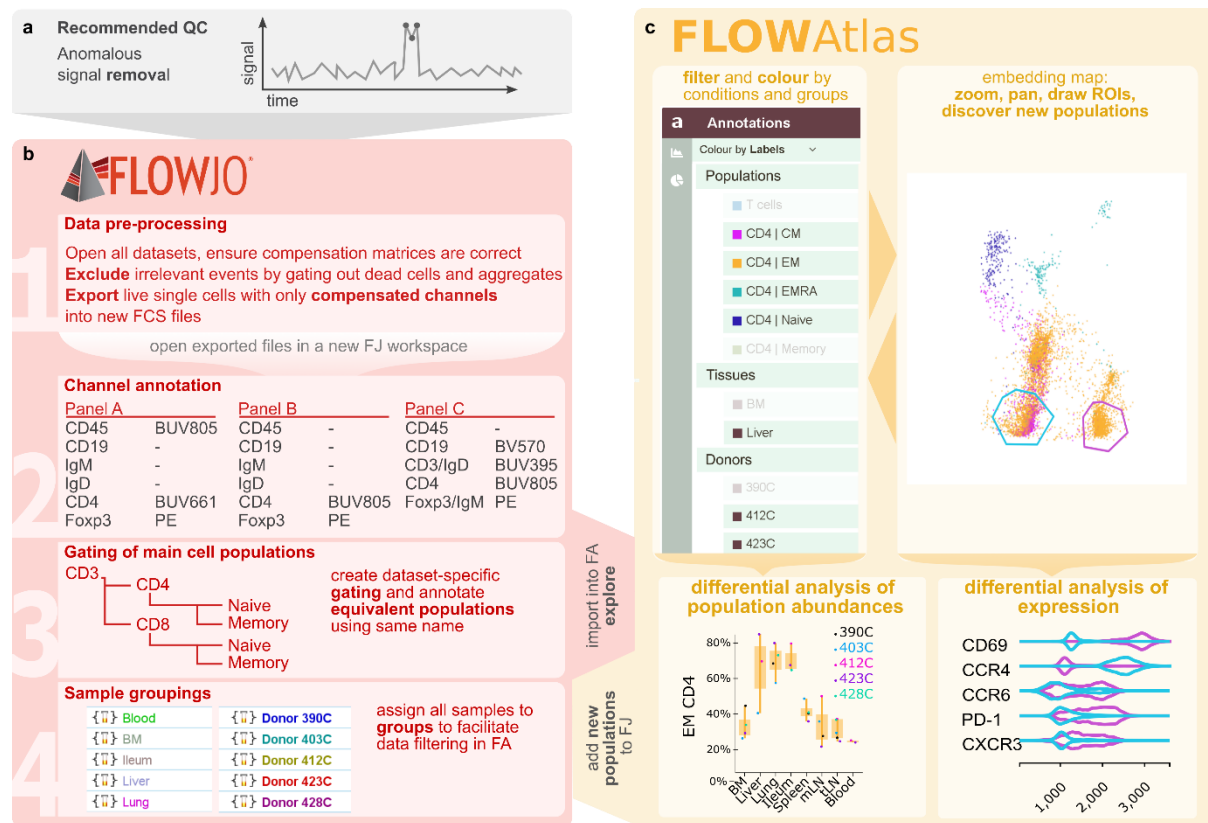 a
Recommended QC
Anomalous
signal removal
signal
time
b
FLOWJO
1
Data pre-processing
Open all datasets, ensure compensation matrices are correct
Exclude irrelevant events by gating out dead cells and aggregates
Export live single cells with only compensated channels
into new FCS files
open exported files in a new FJ workspace
2
Channel annotation
Panel A Panel B Panel C
CD45 BUV805 CD45 - CD45 -
CD19 - CD19 - CD19 BV570
IgM - IgM - CD3/IgD BUV395
IgD - IgD - CD4 BUV805
CD4 BUV661 CD4 BUV805 Foxp3/IgM PE
Foxp3 PE Foxp3 PE
3
Gating of main cell populations
CD3
CD4
Naive
Memory
CD8
Naive
Memory
create dataset-specific
gating and annotate
equivalent populations
using same name
4
Sample groupings
Blood Donor 390C
BM Donor 403C
Ileum Donor 412C
Liver Donor 423C
Lung Donor 428C
assign all samples to
groups to facilitate
data filtering in FA
import into FA
explore
add new
populations
to FJ
c
FLOWAtlas
filter and colour by
conditions and groups
a Annotations
Colour by Labels
Populations
T cells
CD4 | CM
CD4 | EM
CD4 | EMRA
CD4 | Naive
CD4 | Memory
Tissues
BM
Liver
Donors
390C
412C
423C
embedding map:
zoom, pan, draw ROIs,
discover new populations
differential analysis of
population abundances
EM CD4
80%
60%
40%
20%
0%
390C
403C
412C
423C
428C
BM
Liver
Lung
Ileum
Spleen
mLN
tLN
Blood
differential analysis of
expression
CD69
CCR4
CCR6
PD-1
CXCR3
1,000
2,000
3,000